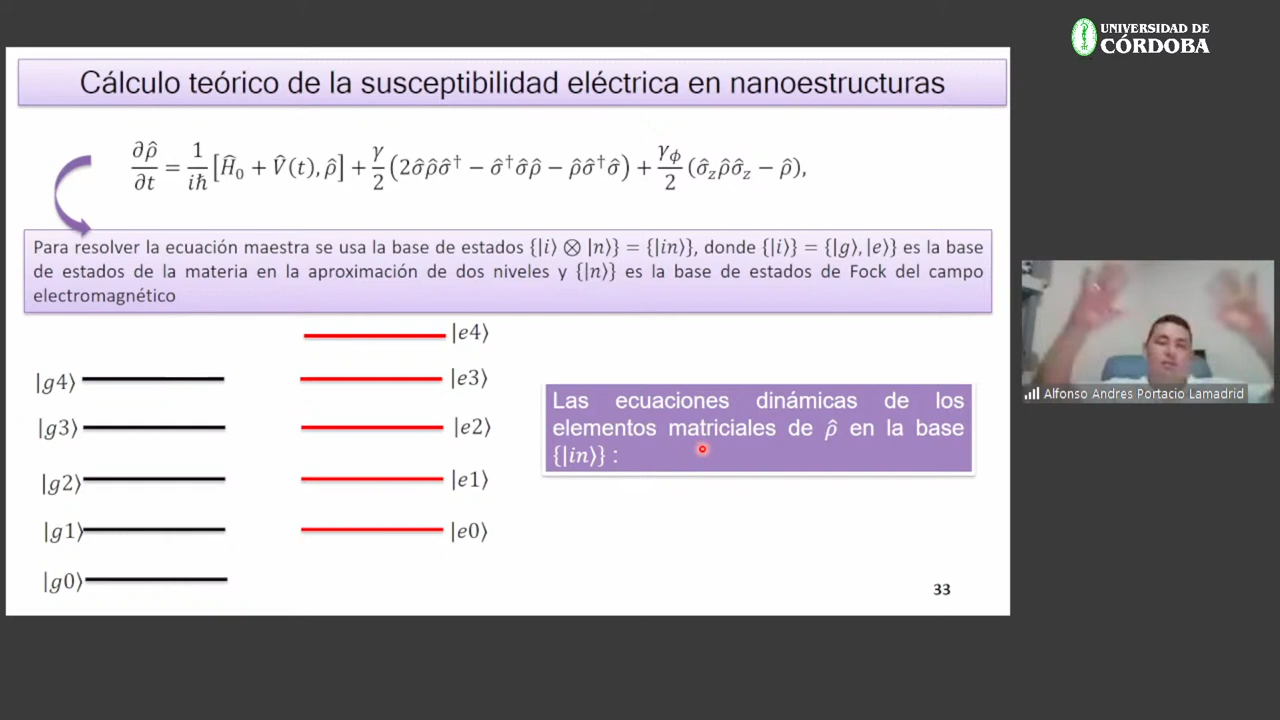 UNIVERSIDAD DE
CÓRDOBA
Cálculo teórico de la susceptibilidad eléctrica en nanoestructuras
∂ρ̂/∂t = 1/iħ [Ĥ₀ + V̂(t), ρ̂] + γ/2 (2σ̂ρ̂σ̂† − σ̂†σ̂ρ̂ − ρ̂σ̂†σ̂) + γ_ϕ/2 (σ̂_zρ̂σ̂_z − ρ̂),
Para resolver la ecuación maestra se usa la base de estados {|i⟩ ⊗ |n⟩} = {|in⟩}, donde {|i⟩} = {|g⟩, |e⟩} es la base
de estados de la materia en la aproximación de dos niveles y {|n⟩} es la base de estados de Fock del campo
electromagnético
|e4⟩
|g4⟩
|e3⟩
|g3⟩
|e2⟩
|g2⟩
|e1⟩
|g1⟩
|e0⟩
|g0⟩
Las ecuaciones dinámicas de los
elementos matriciales de ρ̂ en la base
{|in⟩} :
33
Alfonso Andres Portacio Lamadrid